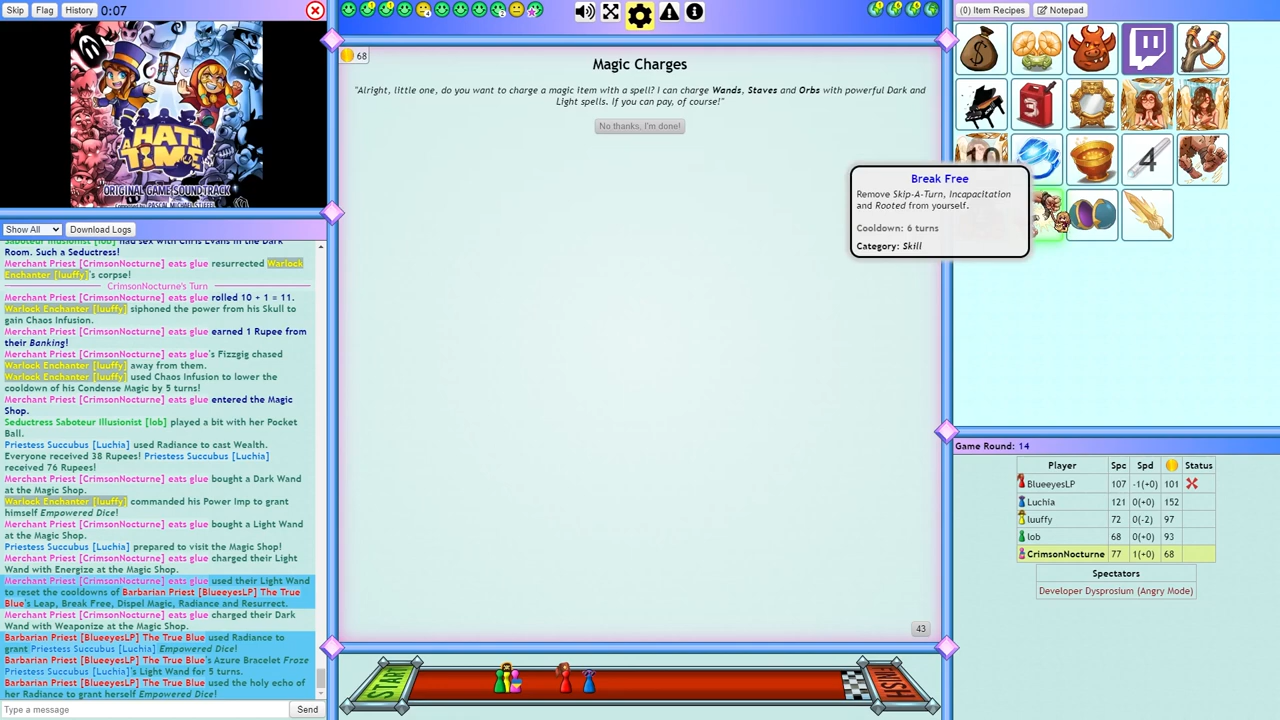 Skip
Flag
History
0:07
HAT
IN
TIME
ORIGINAL GAME SOUNDTRACK
Show All
Download Logs
Saboteur Illusionist [lob] had sex with Chris Evans in the Dark
Room. Such a Seductress!
Merchant Priest [CrimsonNocturne] eats glue resurrected Warlock
Enchanter [luuffy]'s corpse!
CrimsonNocturne's Turn
Merchant Priest [CrimsonNocturne] eats glue rolled 10 + 1 = 11.
Warlock Enchanter [luuffy] siphoned the power from his Skull to
gain Chaos Infusion.
Merchant Priest [CrimsonNocturne] eats glue earned 1 Rupee from
their Banking!
Merchant Priest [CrimsonNocturne] eats glue's Fizzgig chased
Warlock Enchanter [luuffy] away from them.
Warlock Enchanter [luuffy] used Chaos Infusion to lower the
cooldown of his Condense Magic by 5 turns!
Merchant Priest [CrimsonNocturne] eats glue entered the Magic
Shop.
Seductress Saboteur Illusionist [lob] played a bit with her Pocket
Ball.
Priestess Succubus [Luchia] used Radiance to cast Wealth.
Everyone received 38 Rupees! Priestess Succubus [Luchia]
received 76 Rupees!
Merchant Priest [CrimsonNocturne] eats glue bought a Dark Wand
at the Magic Shop.
Warlock Enchanter [luuffy] commanded his Power Imp to grant
himself Empowered Dice!
Merchant Priest [CrimsonNocturne] eats glue bought a Light Wand
at the Magic Shop.
Priestess Succubus [Luchia] prepared to visit the Magic Shop!
Merchant Priest [CrimsonNocturne] eats glue charged their Light
Wand with Energize at the Magic Shop.
Merchant Priest [CrimsonNocturne] eats glue used their Light Wand
to reset the cooldowns of Barbarian Priest [BlueeyesLP] The True
Blue's Leap, Break Free, Dispel Magic, Radiance and Resurrect.
Merchant Priest [CrimsonNocturne] eats glue charged their Dark
Wand with Weaponize at the Magic Shop.
Barbarian Priest [BlueeyesLP] The True Blue used Radiance to
grant Priestess Succubus [Luchia] Empowered Dice!
Barbarian Priest [BlueeyesLP] The True Blue's Azure Bracelet Froze
Priestess Succubus [Luchia]'s Light Wand for 5 turns.
Barbarian Priest [BlueeyesLP] The True Blue used the holy echo of
her Radiance to grant herself Empowered Dice!
Type a message
Send
68
Magic Charges
"Alright, little one, do you want to charge a magic item with a spell? I can charge Wands, Staves and Orbs with powerful Dark and
Light spells. If you can pay, of course!"
No thanks, I'm done!
43
START
FINISH
(0) Item Recipes
Notepad
3
10
4
Break Free
Remove Skip-A-Turn, Incapacitation
and Rooted from yourself.
Cooldown: 6 turns
Category: Skill
Game Round: 14
Player Spc Spd Status
BlueeyesLP 107 -1(+0) 101
Luchia 121 0(+0) 152
luuffy 72 0(-2) 97
lob 68 0(+0) 93
CrimsonNocturne 77 1(+0) 68
Spectators
Developer Dysprosium (Angry Mode)